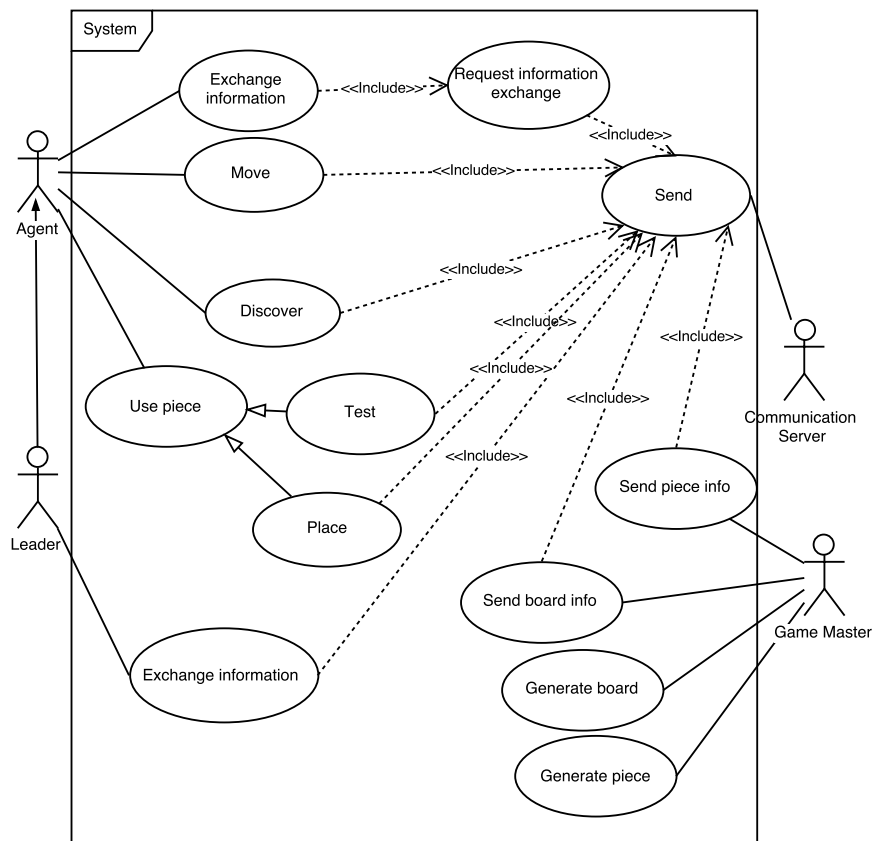 System
Exchange
information
<<Include>>
Request information
exchange
<<Include>>
Move
<<Include>>
Send
Agent
Discover
<<Include>>
<<Include>>
<<Include>>
<<Include>>
<<Include>>
<<Include>>
Use piece
Test
Communication
Server
Send piece info
Place
Leader
Send board info
Game Master
Exchange information
Generate board
Generate piece